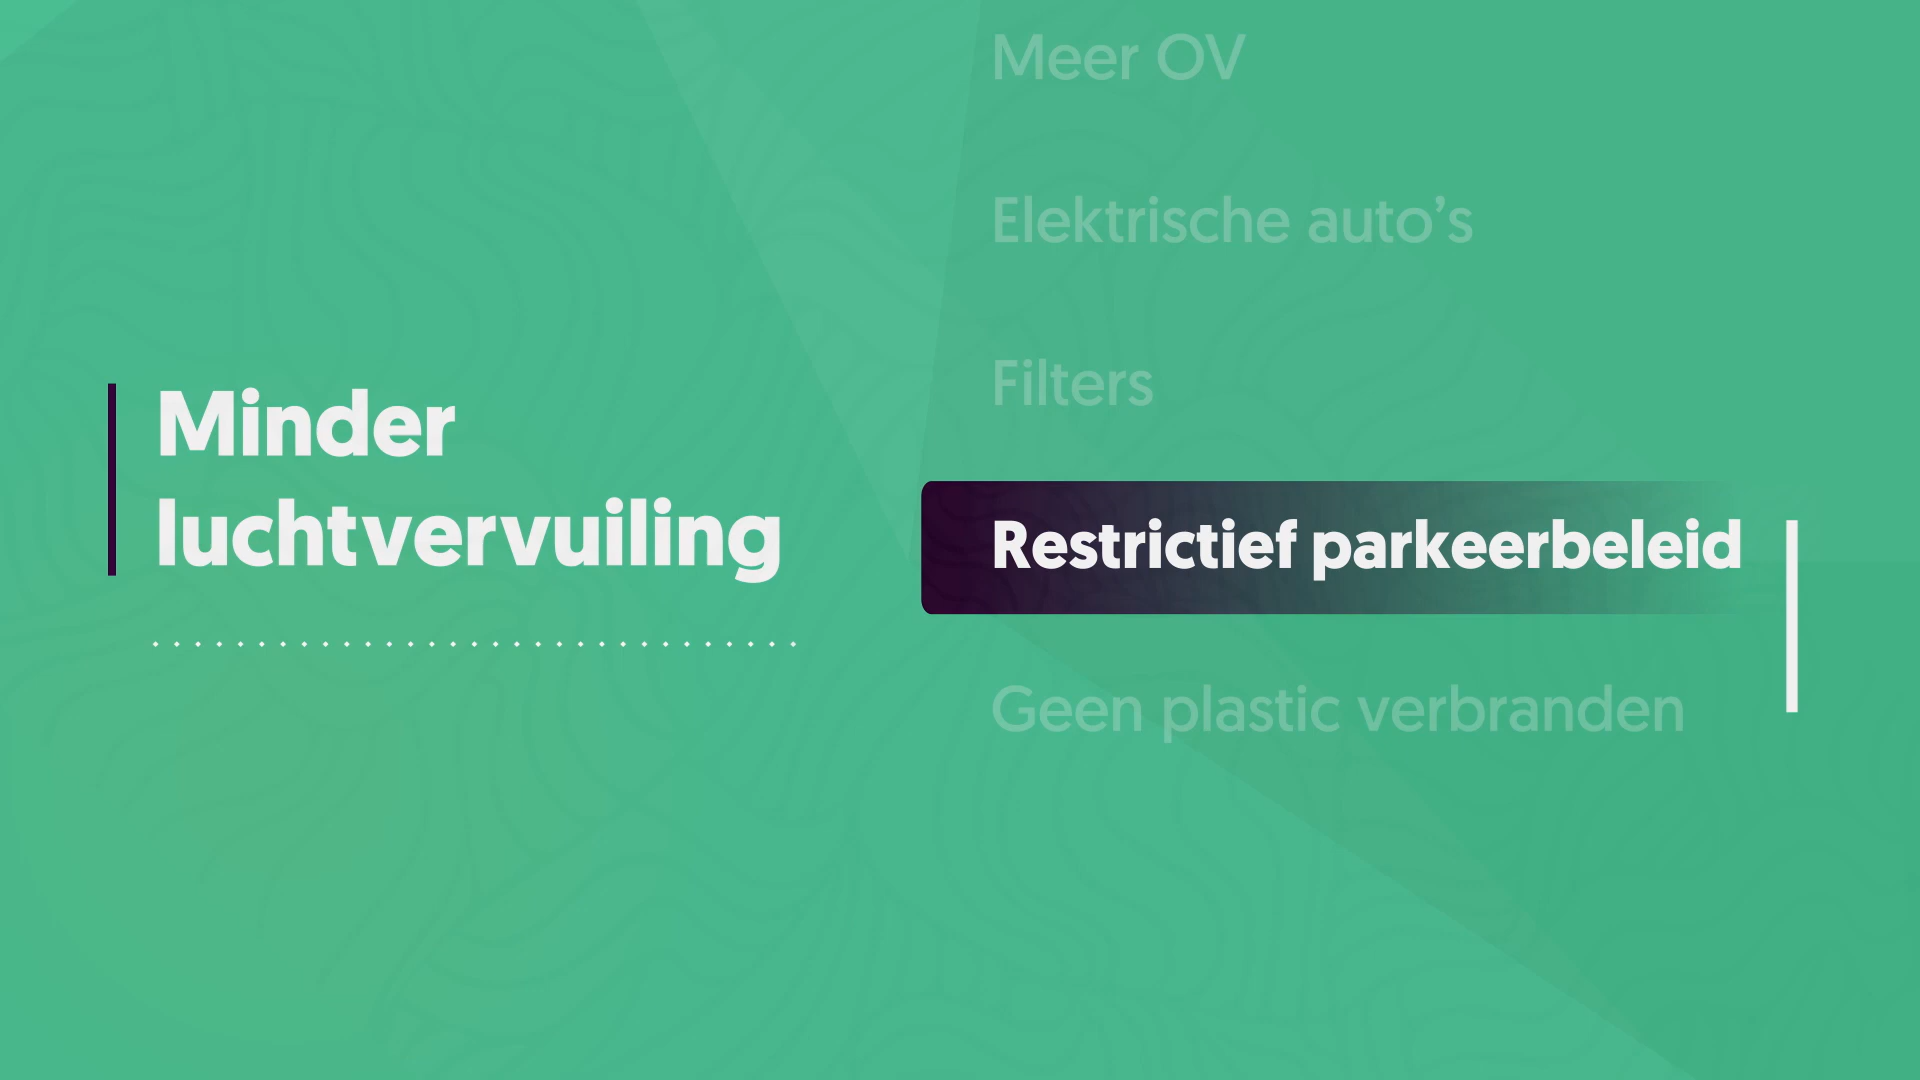 Minder
luchtvervuiling
Meer OV
Elektrische auto’s
Filters
Restrictief parkeerbeleid
Geen plastic verbranden